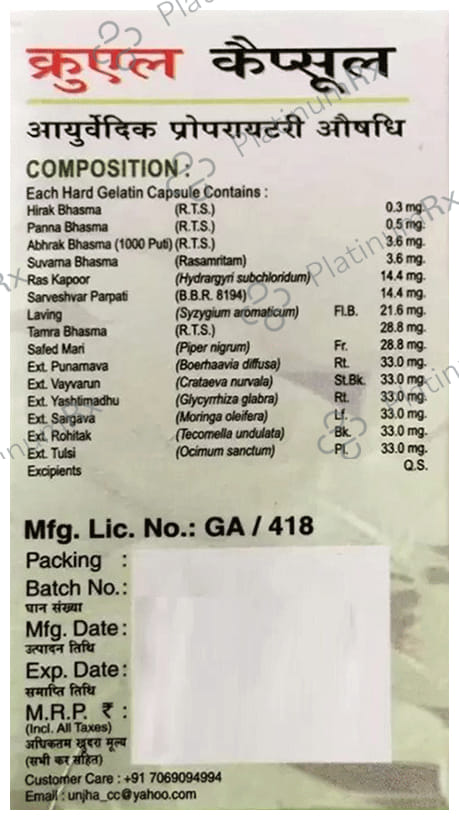 क्रुएल कैप्सूल
आयुर्वेदिक प्रोपरायटरी औषधि
COMPOSITION :
Each Hard Gelatin Capsule Contains :
Hirak Bhasma (R.T.S.) 0.3 mg.
Panna Bhasma (R.T.S.) 0.5 mg.
Abhrak Bhasma (1000 Puti) (R.T.S.) 3.6 mg.
Suvarna Bhasma (Rasamritam) 3.6 mg.
Ras Kapoor (Hydrargyri subchloridum) 14.4 mg.
Sarveshvar Parpati (B.B.R. 8194) 14.4 mg.
Laving (Syzygium aromaticum) Fl.B. 21.6 mg.
Tamra Bhasma (R.T.S.) 28.8 mg.
Safed Mari (Piper nigrum) Fr. 28.8 mg.
Ext. Punarnava (Boerhaavia diffusa) Rt. 33.0 mg.
Ext. Vayvarun (Crataeva nurvala) St.Bk. 33.0 mg.
Ext. Yashtimadhu (Glycyrrhiza glabra) Rt. 33.0 mg.
Ext. Sargava (Moringa oleifera) Lf. 33.0 mg.
Ext. Rohitak (Tecomella undulata) Bk. 33.0 mg.
Ext. Tulsi (Ocimum sanctum) Pl. 33.0 mg.
Excipients Q.S.
Mfg. Lic. No.: GA / 418
Packing :
Batch No.:
घान संख्या
Mfg. Date:
उत्पादन तिथि
Exp. Date:
समाप्ति तिथि
M.R.P. ₹ :
(Incl. All Taxes)
अधिकतम खुदरा मूल्य
(सभी कर सहित)
Customer Care : +91 7069094994
Email : unjha_cc@yahoo.com
PlatinumRx